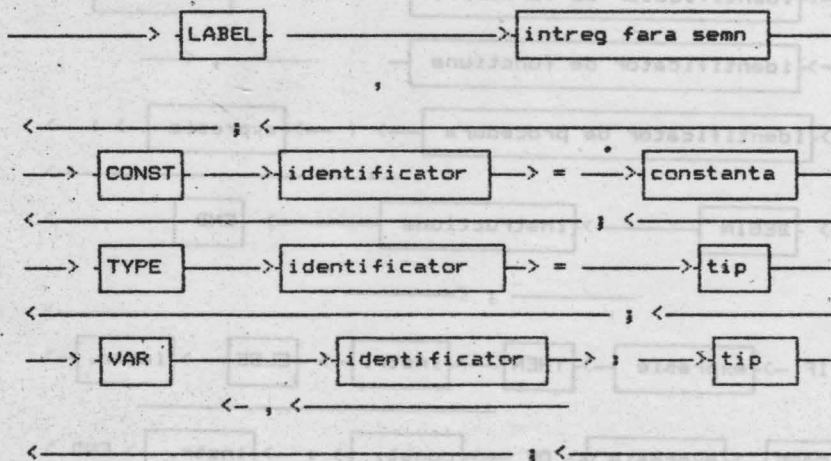 LABEL intreg fara semn
,
;
CONST identificator = constanta
;
TYPE identificator = tip
;
VAR identificator : tip
,
;